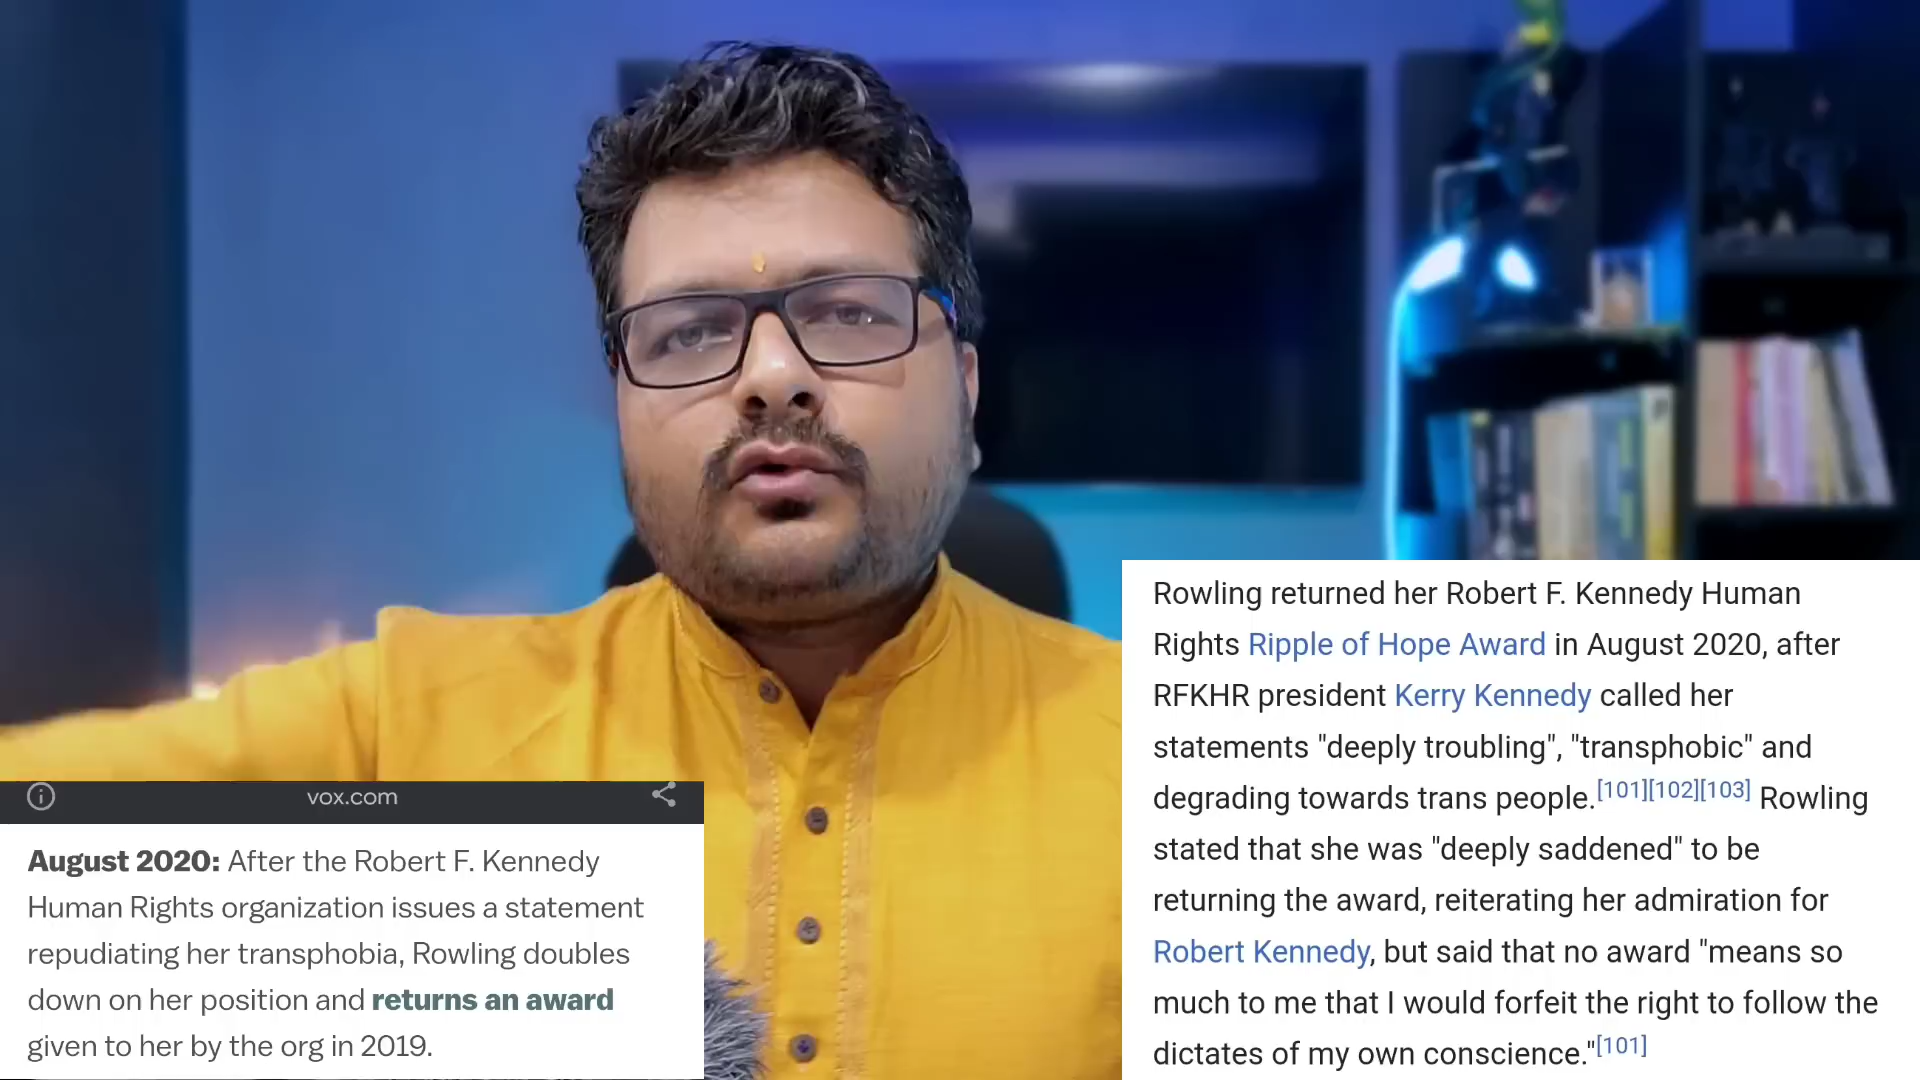 vox.com
August 2020: After the Robert F. Kennedy
Human Rights organization issues a statement
repudiating her transphobia, Rowling doubles
down on her position and returns an award
given to her by the org in 2019.
Rowling returned her Robert F. Kennedy Human
Rights Ripple of Hope Award in August 2020, after
RFKHR president Kerry Kennedy called her
statements "deeply troubling", "transphobic" and
degrading towards trans people.[101][102][103] Rowling
stated that she was "deeply saddened" to be
returning the award, reiterating her admiration for
Robert Kennedy, but said that no award "means so
much to me that I would forfeit the right to follow the
dictates of my own conscience."[101]